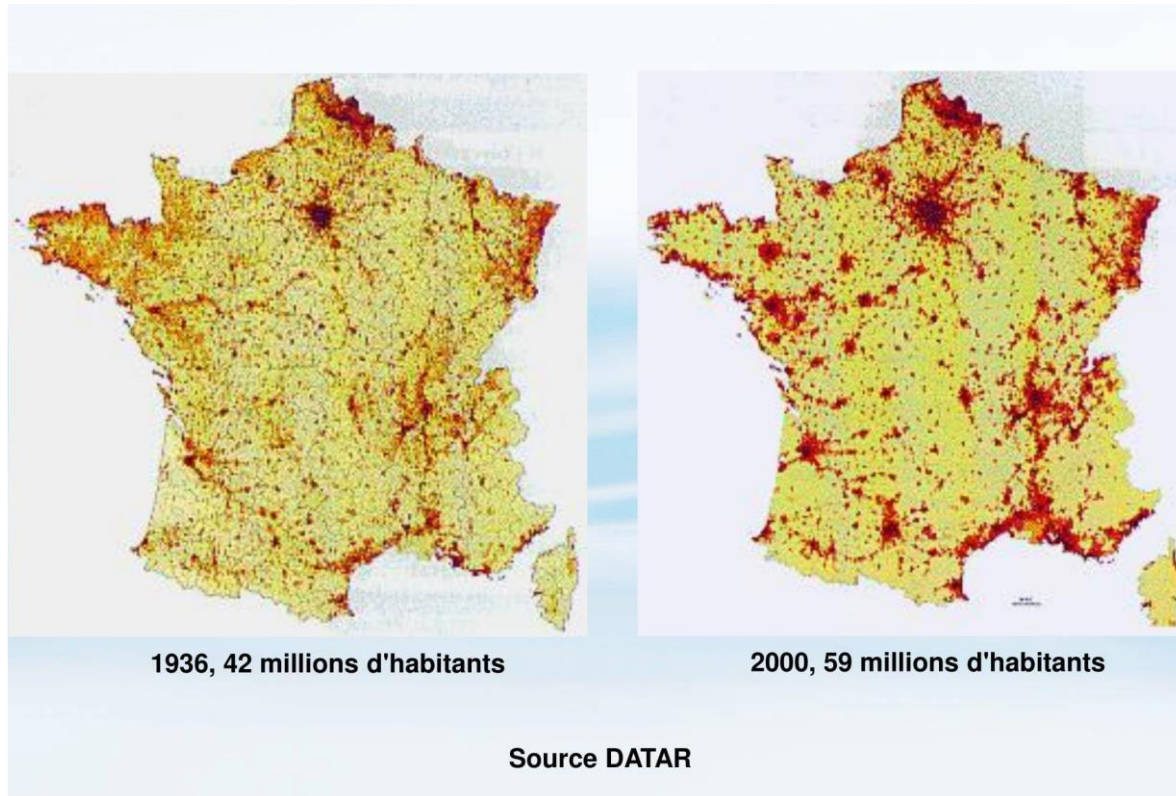 1936, 42 millions d'habitants
2000, 59 millions d'habitants
Source DATAR